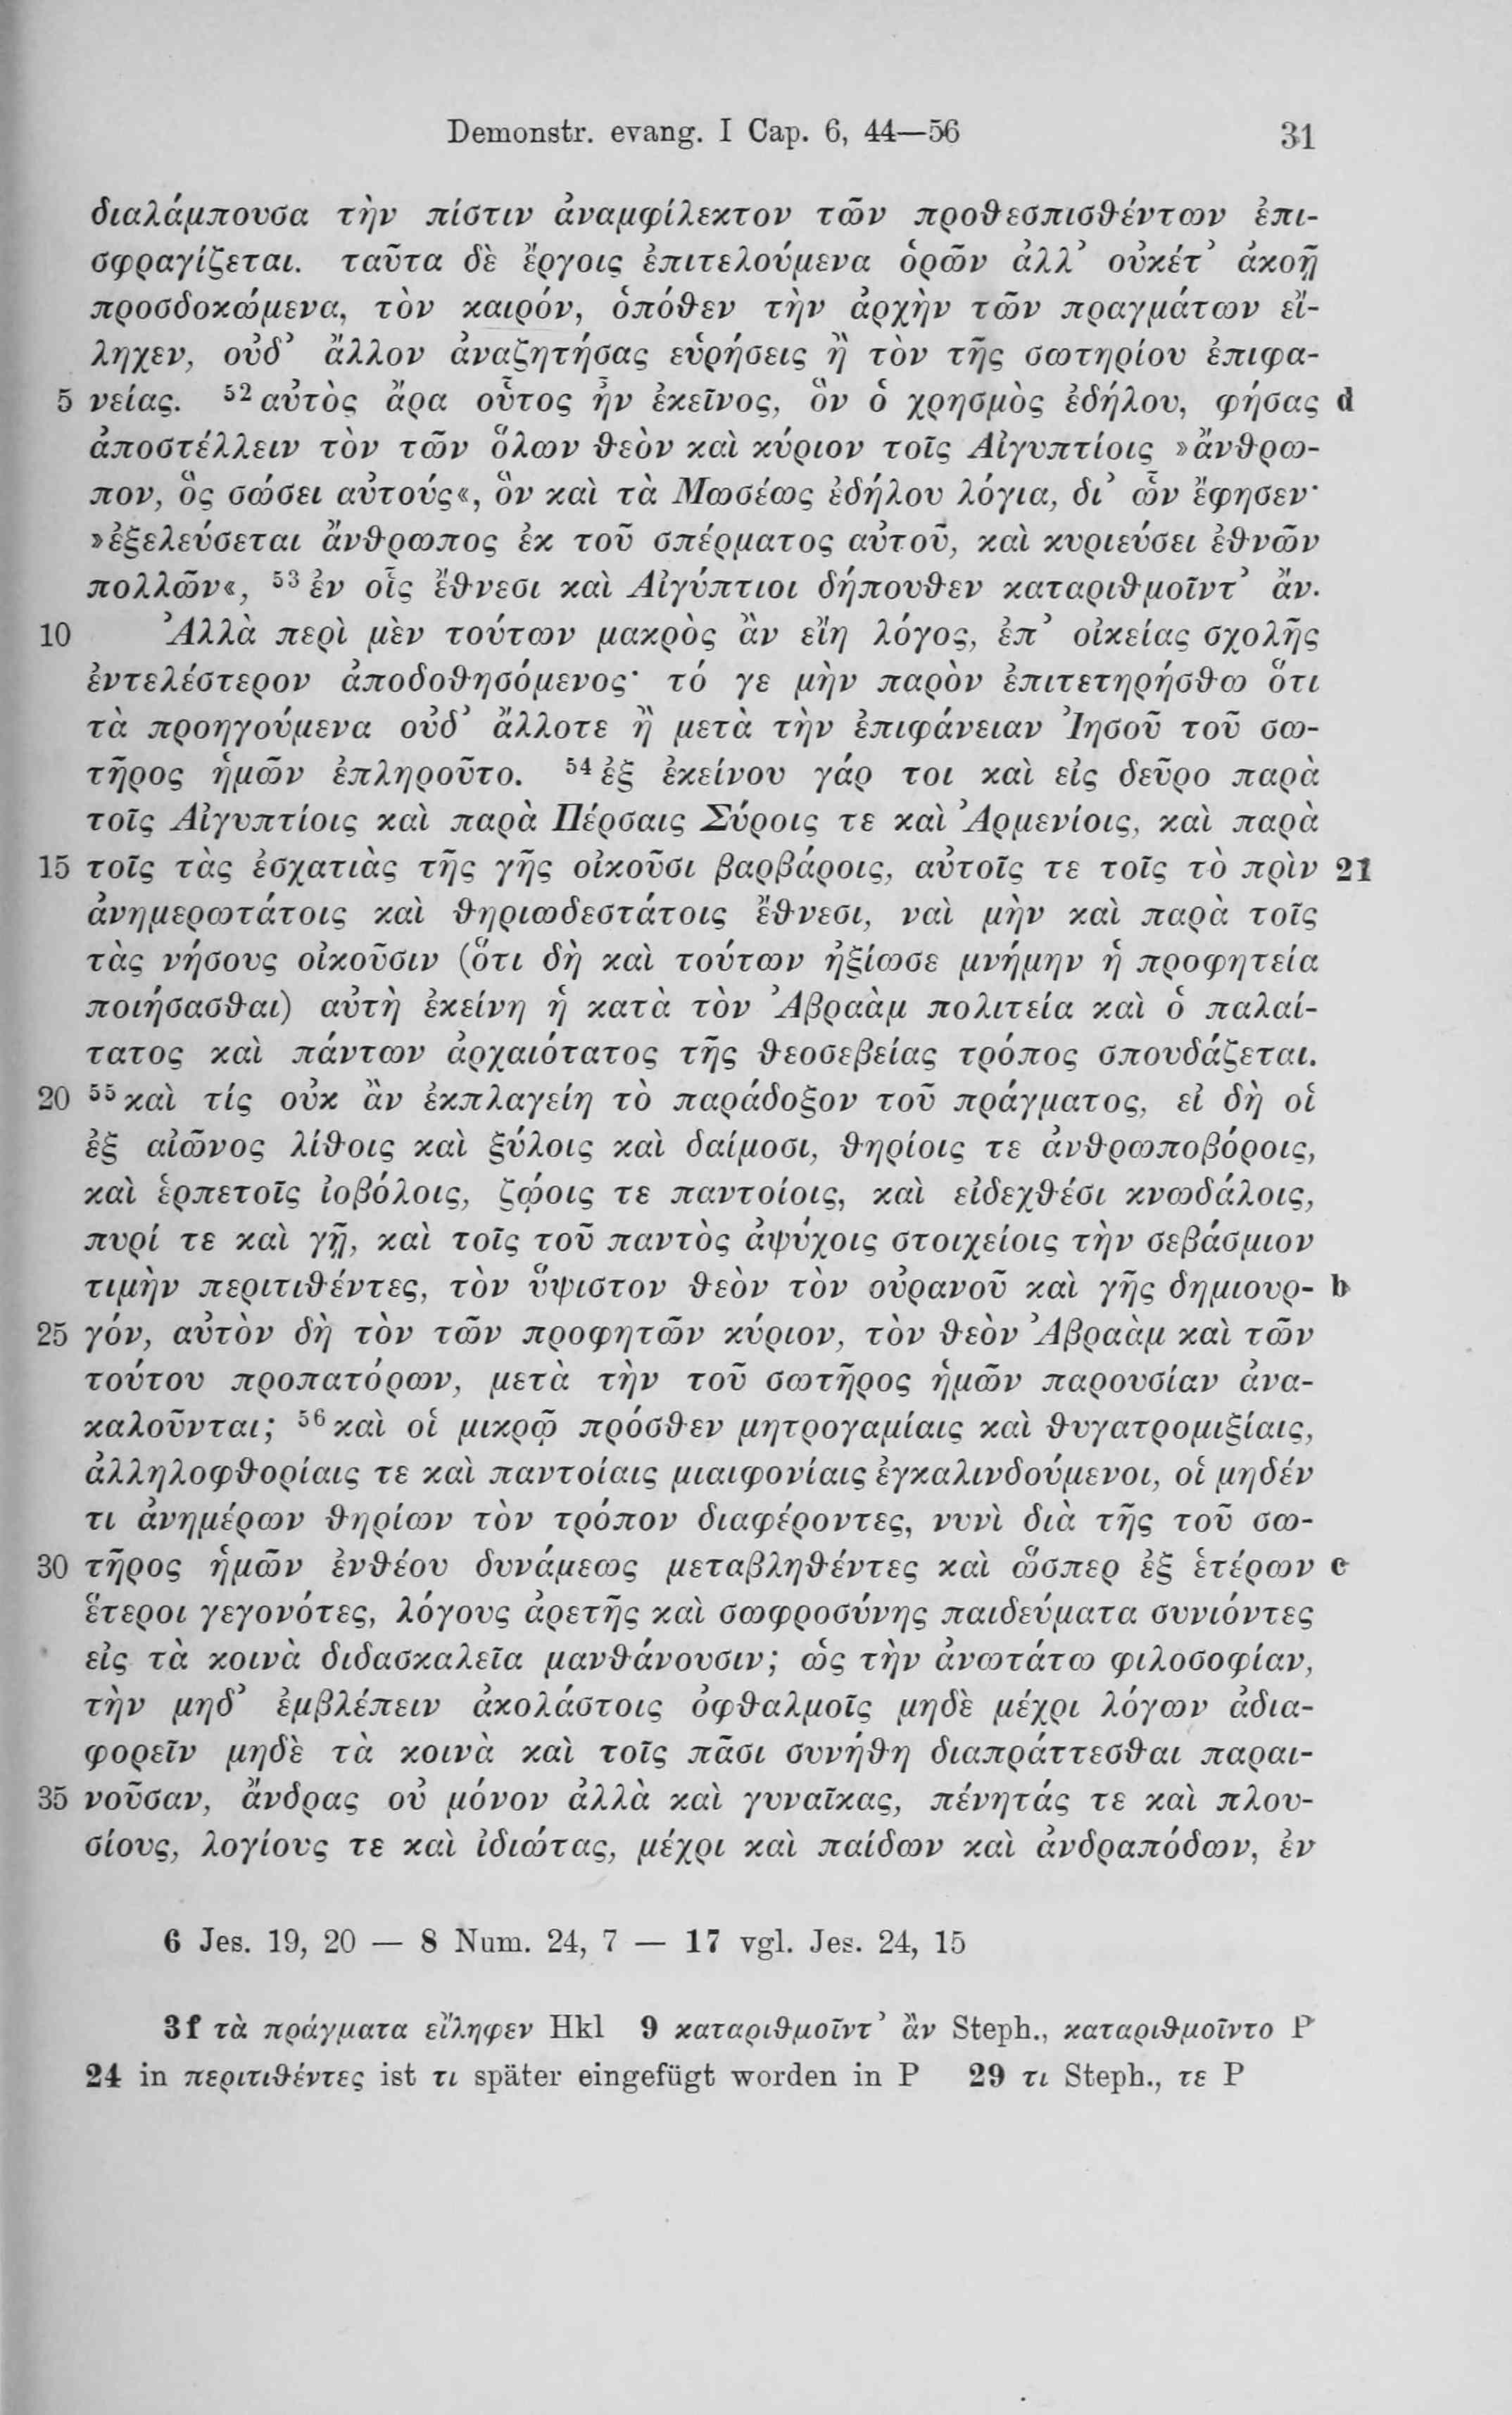 Demonstr. evang. I Cap. 6, 44—56 31
διαλάμπουσα τὴν πίστιν ἀναμφίλεκτον τῶν προθεσπισθέντων ἐπι-
σφραγίζεται. ταῦτα δὲ ἔργοις ἐπιτελούμενα ὁρῶν ἀλλ’ οὐκέτ’ ἀκοῇ
προσδοκώμενα, τὸν καιρόν, ὁπόθεν τὴν ἀρχὴν τῶν πραγμάτων εἴ-
ληχεν, οὐδ’ ἄλλον ἀναζητήσας εὑρήσεις ἢ τὸν τῆς σωτηρίου ἐπιφα-
5 νείας. ⁵²αὐτὸς ἄρα οὗτος ἦν ἐκεῖνος, ὃν ὁ χρησμὸς ἐδήλου, φήσας d
ἀποστέλλειν τὸν τῶν ὅλων θεὸν καὶ κύριον τοῖς Αἰγυπτίοις »ἄνθρω-
πον, ὃς σώσει αὐτούς«, ὃν καὶ τὰ Μωσέως ἐδήλου λόγια, δι’ ὧν ἔφησεν·
»ἐξελεύσεται ἄνθρωπος ἐκ τοῦ σπέρματος αὐτοῦ, καὶ κυριεύσει ἐθνῶν
πολλῶν«, ⁵³ἐν οἷς ἔθνεσι καὶ Αἰγύπτιοι δήπουθεν καταριθμοῖντ’ ἄν.
10 Ἀλλὰ περὶ μὲν τούτων μακρὸς ἂν εἴη λόγος, ἐπ’ οἰκείας σχολῆς
ἐντελέστερον ἀποδοθησόμενος· τό γε μὴν παρὸν ἐπιτετηρήσθω ὅτι
τὰ προηγούμενα οὐδ’ ἄλλοτε ἢ μετὰ τὴν ἐπιφάνειαν Ἰησοῦ τοῦ σω-
τῆρος ἡμῶν ἐπληροῦτο. ⁵⁴ἐξ ἐκείνου γάρ τοι καὶ εἰς δεῦρο παρὰ
τοῖς Αἰγυπτίοις καὶ παρὰ Πέρσαις Σύροις τε καὶ Ἀρμενίοις, καὶ παρὰ
15 τοῖς τὰς ἐσχατιὰς τῆς γῆς οἰκοῦσι βαρβάροις, αὐτοῖς τε τοῖς τὸ πρὶν 21
ἀνημερωτάτοις καὶ θηριωδεστάτοις ἔθνεσι, ναὶ μὴν καὶ παρὰ τοῖς
τὰς νήσους οἰκοῦσιν (ὅτι δὴ καὶ τούτων ἠξίωσε μνήμην ἡ προφητεία
ποιήσασθαι) αὐτὴ ἐκείνη ἡ κατὰ τὸν Ἀβραὰμ πολιτεία καὶ ὁ παλαί-
τατος καὶ πάντων ἀρχαιότατος τῆς θεοσεβείας τρόπος σπουδάζεται.
20 ⁵⁵καὶ τίς οὐκ ἂν ἐκπλαγείη τὸ παράδοξον τοῦ πράγματος, εἰ δὴ οἱ
ἐξ αἰῶνος λίθοις καὶ ξύλοις καὶ δαίμοσι, θηρίοις τε ἀνθρωποβόροις,
καὶ ἑρπετοῖς ἰοβόλοις, ζῴοις τε παντοίοις, καὶ εἰδεχθέσι κνωδάλοις,
πυρί τε καὶ γῇ, καὶ τοῖς τοῦ παντὸς ἀψύχοις στοιχείοις τὴν σεβάσμιον
τιμὴν περιτιθέντες, τὸν ὕψιστον θεὸν τὸν οὐρανοῦ καὶ γῆς δημιουρ- b
25 γόν, αὐτὸν δὴ τὸν τῶν προφητῶν κύριον, τὸν θεὸν Ἀβραὰμ καὶ τῶν
τούτου προπατόρων, μετὰ τὴν τοῦ σωτῆρος ἡμῶν παρουσίαν ἀνα-
καλοῦνται; ⁵⁶καὶ οἱ μικρῷ πρόσθεν μητρογαμίαις καὶ θυγατρομιξίαις,
ἀλληλοφθορίαις τε καὶ παντοίαις μιαιφονίαις ἐγκαλινδούμενοι, οἱ μηδέν
τι ἀνημέρων θηρίων τὸν τρόπον διαφέροντες, νυνὶ διὰ τῆς τοῦ σω-
30 τῆρος ἡμῶν ἐνθέου δυνάμεως μεταβληθέντες καὶ ὥσπερ ἐξ ἑτέρων c
ἕτεροι γεγονότες, λόγους ἀρετῆς καὶ σωφροσύνης παιδεύματα συνιόντες
εἰς τὰ κοινὰ διδασκαλεῖα μανθάνουσιν; ὡς τὴν ἀνωτάτω φιλοσοφίαν,
τὴν μηδ’ ἐμβλέπειν ἀκολάστοις ὀφθαλμοῖς μηδὲ μέχρι λόγων ἀδια-
φορεῖν μηδὲ τὰ κοινὰ καὶ τοῖς πᾶσι συνήθη διαπράττεσθαι παραι-
35 νοῦσαν, ἄνδρας οὐ μόνον ἀλλὰ καὶ γυναῖκας, πένητάς τε καὶ πλου-
σίους, λογίους τε καὶ ἰδιώτας, μέχρι καὶ παίδων καὶ ἀνδραπόδων, ἐν
6 Jes. 19, 20 — 8 Num. 24, 7 — 17 vgl. Jes. 24, 15
3f τὰ πράγματα εἴληφεν Hkl 9 καταριθμοῖντ’ ἂν Steph., καταριθμοῖντο P
24 in περιτιθέντες ist τι später eingefügt worden in P 29 τι Steph., τε P